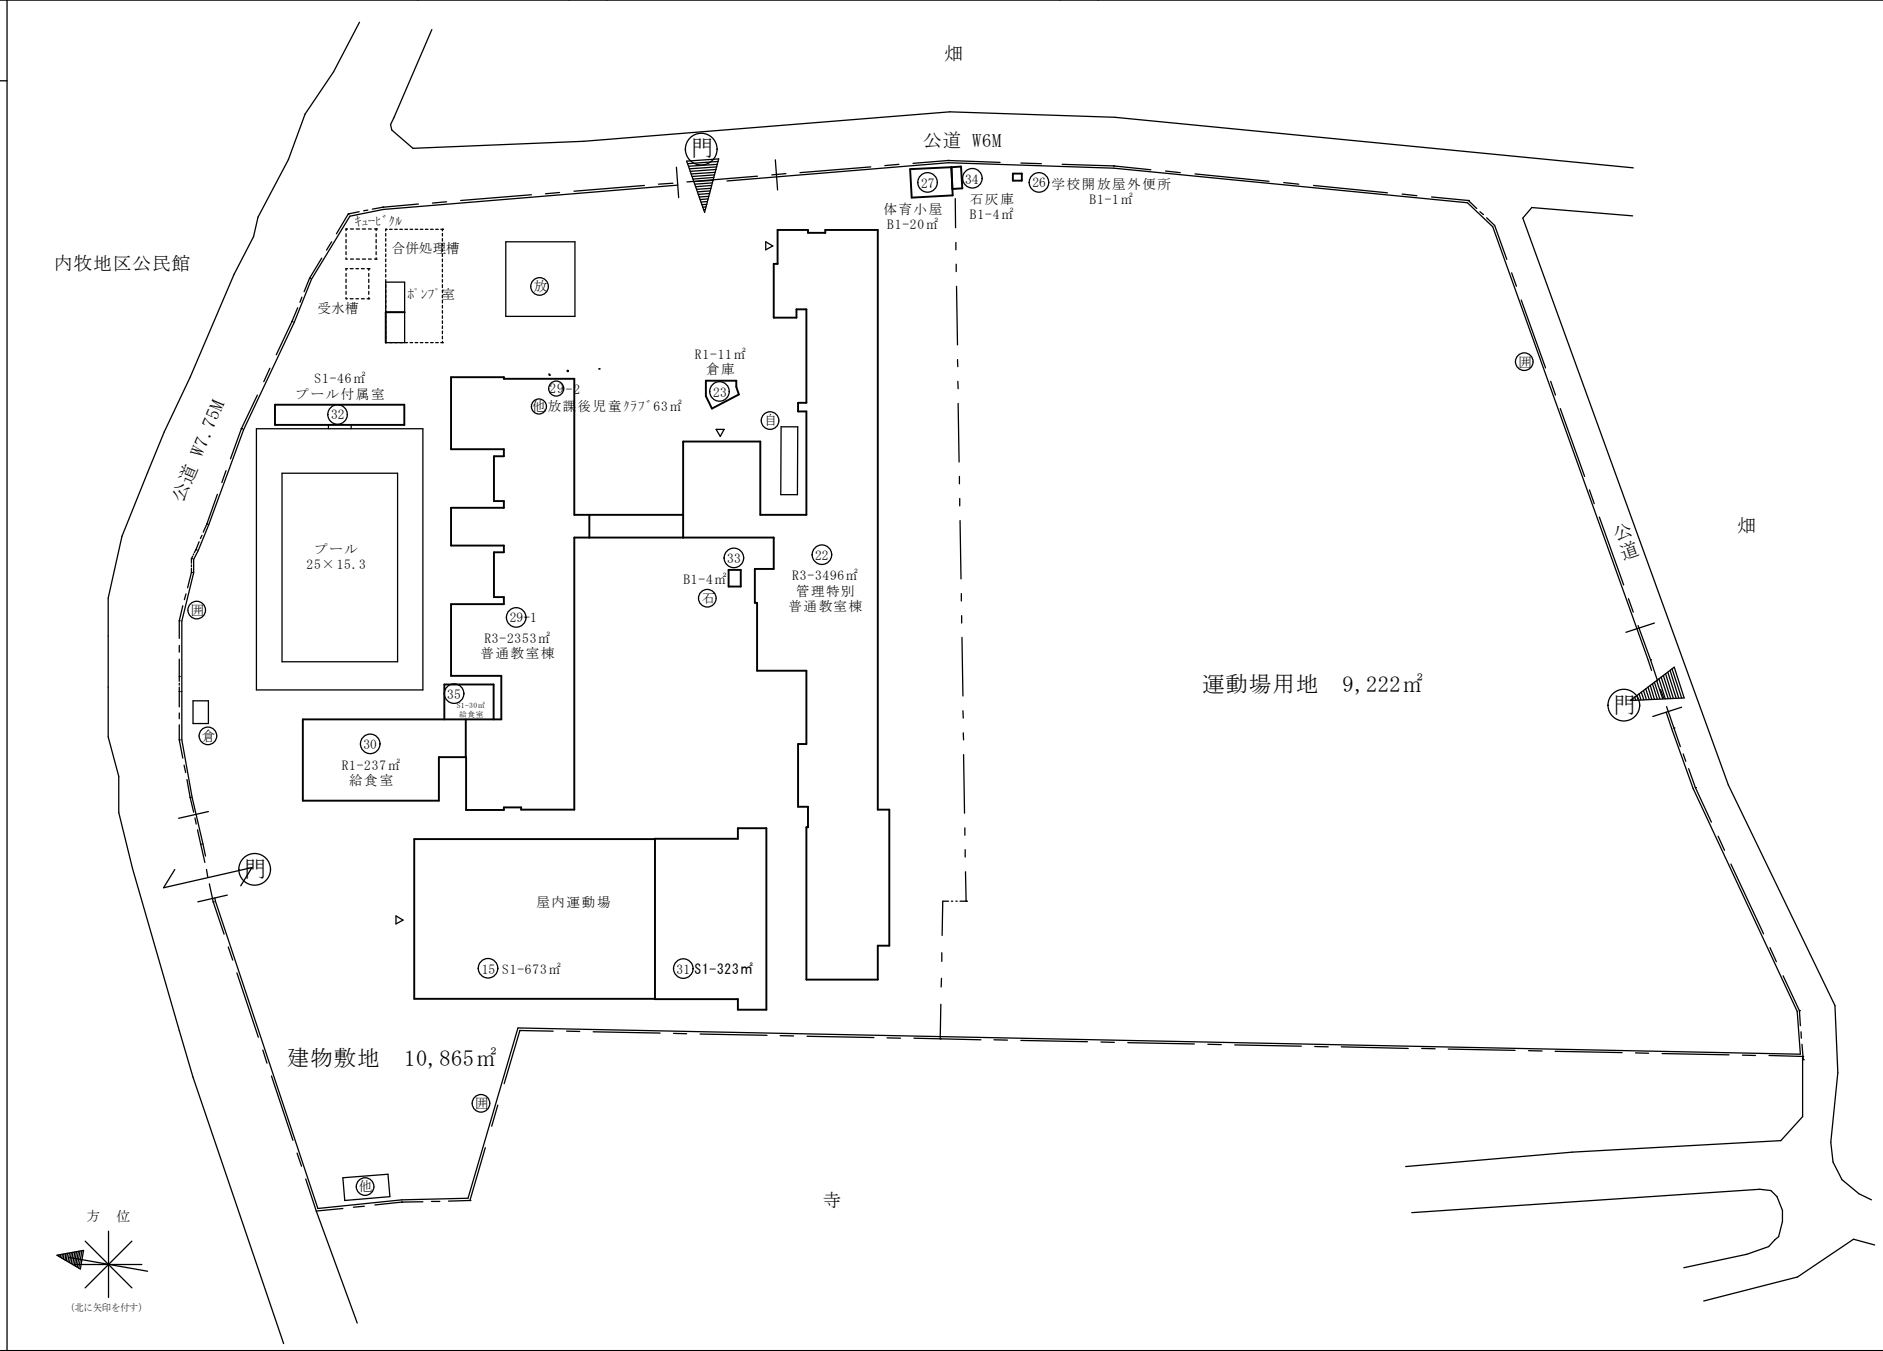 畑
公道 W6M
門
27
34
26 学校開放屋外便所
B1-1㎡
体育小屋
B1-20㎡
石灰庫
B1-4㎡
キュービクル
合併処理槽
内牧地区公民館
ポンプ室
受水槽
放
囲
R1-11㎡
倉庫
23
S1-46㎡
プール付属室
32
29-2
他 放課後児童クラブ 63㎡
自
公道 W7.75M
プール
25×15.3
公道
畑
33
B1-4㎡
石
22
R3-3496㎡
管理特別
普通教室棟
囲
29-1
R3-2353㎡
普通教室棟
運動場用地 9,222㎡
門
35
S1-30㎡
給食室
倉
30
R1-237㎡
給食室
門
屋内運動場
15 S1-673㎡
31 S1-323㎡
建物敷地 10,865㎡
囲
他
寺
方 位
(北に矢印を付す)